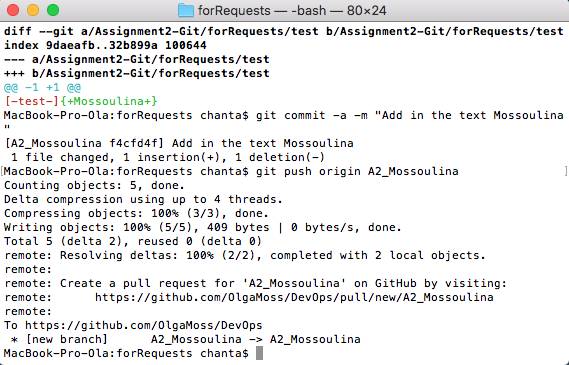 forRequests — -bash — 80×24
diff --git a/Assignment2-Git/forRequests/test b/Assignment2-Git/forRequests/test
index 9daeafb..32b899a 100644
--- a/Assignment2-Git/forRequests/test
+++ b/Assignment2-Git/forRequests/test
@@ -1 +1 @@
[-test-]{+Mossoulina+}
MacBook-Pro-Ola:forRequests chanta$ git commit -a -m "Add in the text Mossoulina
"
[A2_Mossoulina f4cfd4f] Add in the text Mossoulina
 1 file changed, 1 insertion(+), 1 deletion(-)
[MacBook-Pro-Ola:forRequests chanta$ git push origin A2_Mossoulina ]
Counting objects: 5, done.
Delta compression using up to 4 threads.
Compressing objects: 100% (3/3), done.
Writing objects: 100% (5/5), 409 bytes | 0 bytes/s, done.
Total 5 (delta 2), reused 0 (delta 0)
remote: Resolving deltas: 100% (2/2), completed with 2 local objects.
remote:
remote: Create a pull request for 'A2_Mossoulina' on GitHub by visiting:
remote:      https://github.com/OlgaMoss/DevOps/pull/new/A2_Mossoulina
remote:
To https://github.com/OlgaMoss/DevOps
 * [new branch]      A2_Mossoulina -> A2_Mossoulina
MacBook-Pro-Ola:forRequests chanta$